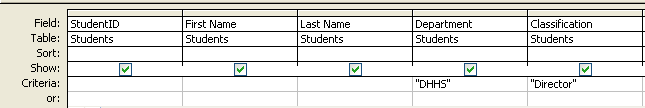 Field: StudentID First Name Last Name Department Classification
Table: Students Students Students Students Students
Sort:
Show:
Criteria: "DHHS" "Director"
or: